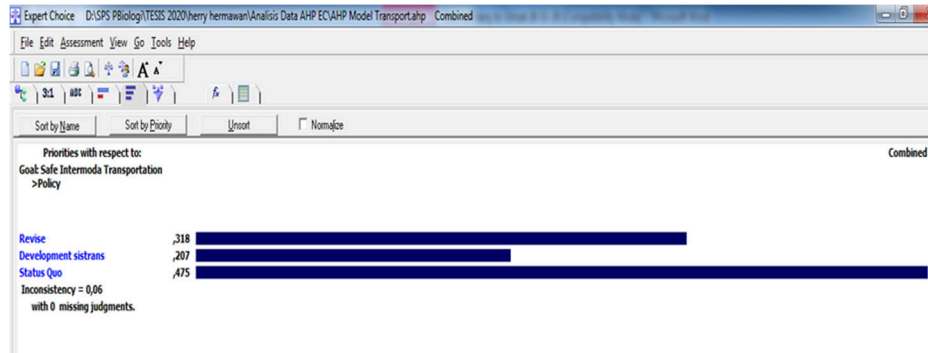 Expert Choice D:\SPS PBiologi\TESIS 2020\herry hermawan\Analisis Data AHP EC\AHP Model Transport.ahp Combined
File Edit Assessment View Go Tools Help
3:1 ABC
Sort by Name Sort by Priority Unsort Normalize
Priorities with respect to: Combined
Goal: Safe Intermoda Transportation
>Policy
Revise ,318
Development sistrans ,207
Status Quo ,475
Inconsistency = 0,06
with 0 missing judgments.